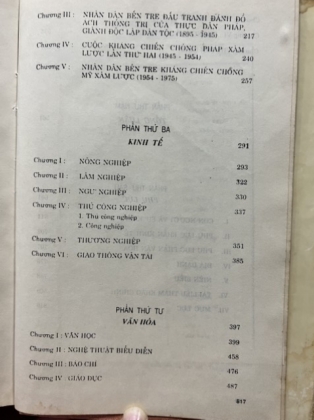 Chương III : NHÂN DÂN BẾN TRE ĐẤU TRANH ĐÁNH ĐỔ
ÁCH THỐNG TRỊ CỦA THỰC DÂN PHÁP,
GIÀNH ĐỘC LẬP DÂN TỘC (1895 - 1945) 217
Chương IV : CUỘC KHÁNG CHIẾN CHỐNG PHÁP XÂM
LƯỢC LẦN THỨ HAI (1945 - 1954) 240
Chương V : NHÂN DÂN BẾN TRE KHÁNG CHIẾN CHỐNG
MỸ XÂM LƯỢC (1954 - 1975) 257
PHẦN THỨ BA
KINH TẾ 291
Chương I : NÔNG NGHIỆP 293
Chương II : LÂM NGHIỆP 322
Chương III : NGƯ NGHIỆP 330
Chương IV : THỦ CÔNG NGHIỆP 337
1. Thủ công nghiệp
2. Công nghiệp
Chương V : THƯƠNG NGHIỆP 351
Chương VI : GIAO THÔNG VẬN TẢI 385
PHẦN THỨ TƯ
VĂN HÓA 397
Chương I : VĂN HỌC 399
Chương II : NGHỆ THUẬT BIỂU DIỄN 458
Chương III : BÁO CHÍ 476
Chương IV : GIÁO DỤC 487
617